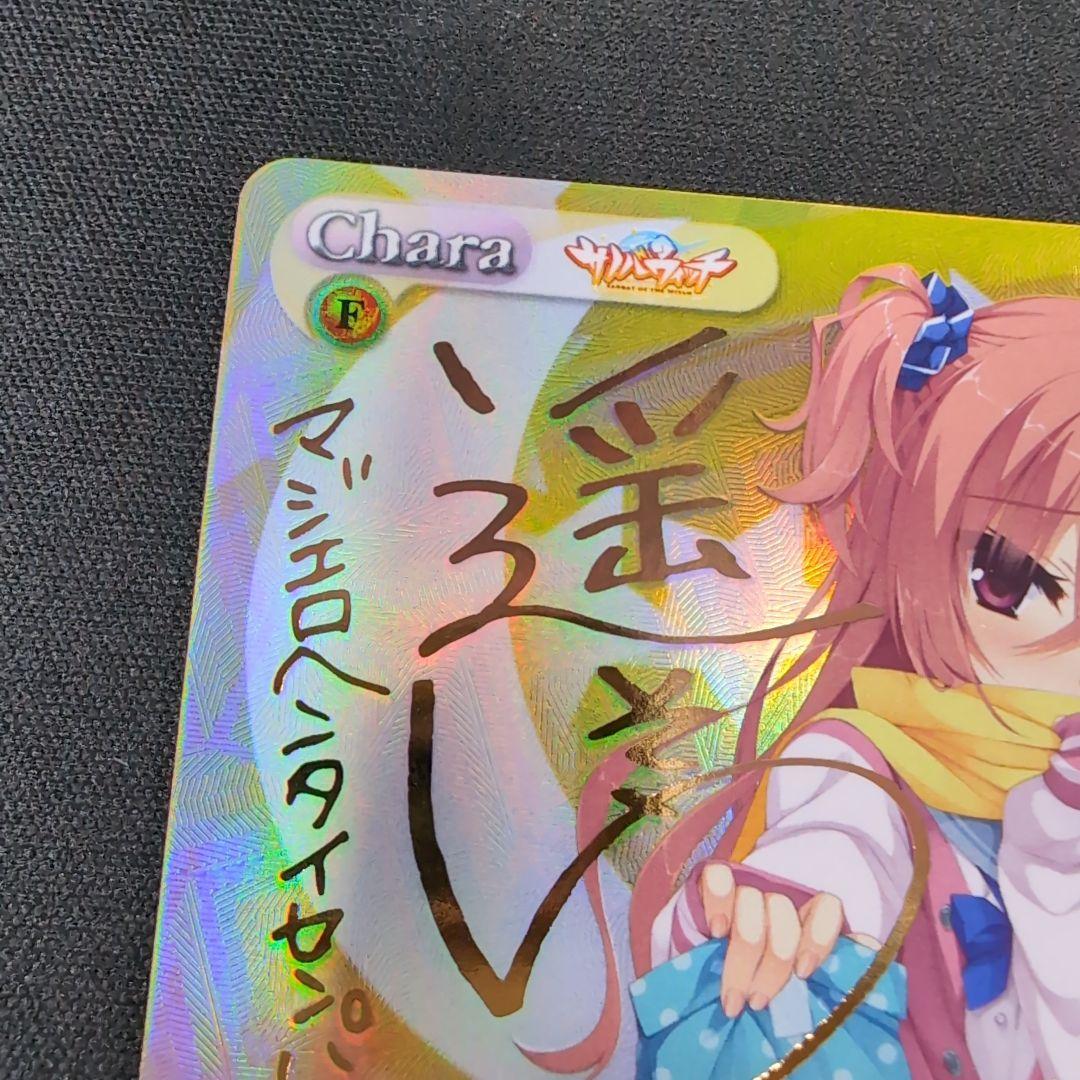 Chara
サノバウィッチ
SABBAT OF THE WITCH
F
マジエロヘンタイセンパ
遥